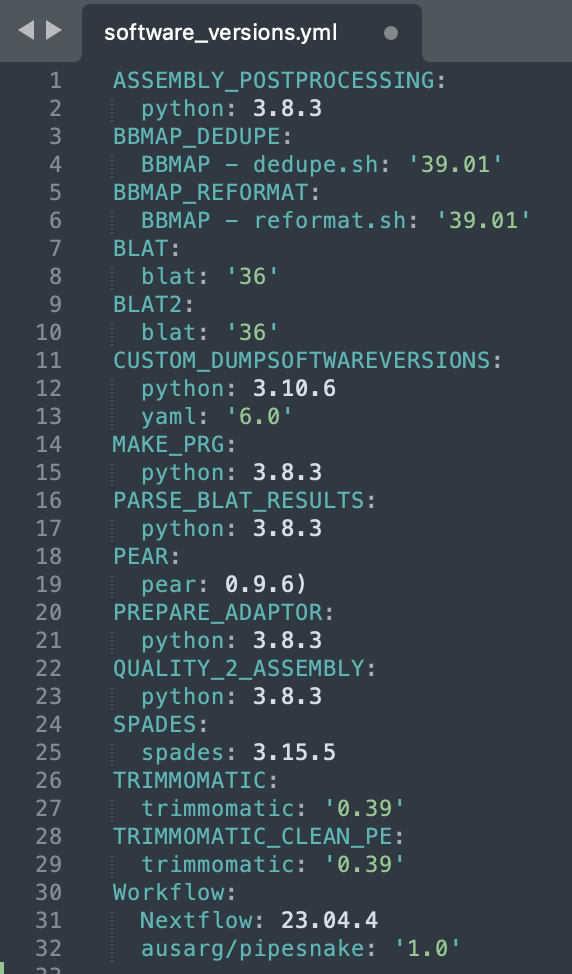 software_versions.yml
1 ASSEMBLY_POSTPROCESSING:
2 python: 3.8.3
3 BBMAP_DEDUPE:
4 BBMAP – dedupe.sh: '39.01'
5 BBMAP_REFORMAT:
6 BBMAP – reformat.sh: '39.01'
7 BLAT:
8 blat: '36'
9 BLAT2:
10 blat: '36'
11 CUSTOM_DUMPSOFTWAREVERSIONS:
12 python: 3.10.6
13 yaml: '6.0'
14 MAKE_PRG:
15 python: 3.8.3
16 PARSE_BLAT_RESULTS:
17 python: 3.8.3
18 PEAR:
19 pear: 0.9.6)
20 PREPARE_ADAPTOR:
21 python: 3.8.3
22 QUALITY_2_ASSEMBLY:
23 python: 3.8.3
24 SPADES:
25 spades: 3.15.5
26 TRIMMOMATIC:
27 trimmomatic: '0.39'
28 TRIMMOMATIC_CLEAN_PE:
29 trimmomatic: '0.39'
30 Workflow:
31 Nextflow: 23.04.4
32 ausarg/pipesnake: '1.0'